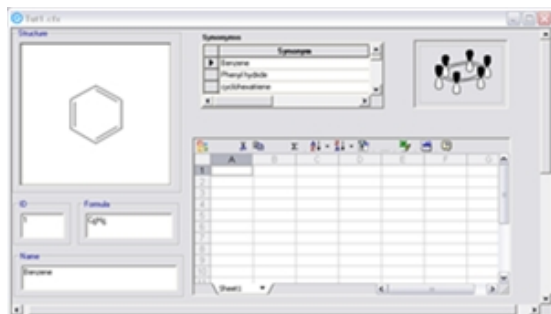 Tut1.cfx
Structure
Synonyms
Synonym
Benzene
Phenyl hydride
cyclohexatriene
ID
1
Formula
C6H6
Name
Benzene
A B C D E F G
1
2
3
4
5
6
7
8
9
10
Sheet1